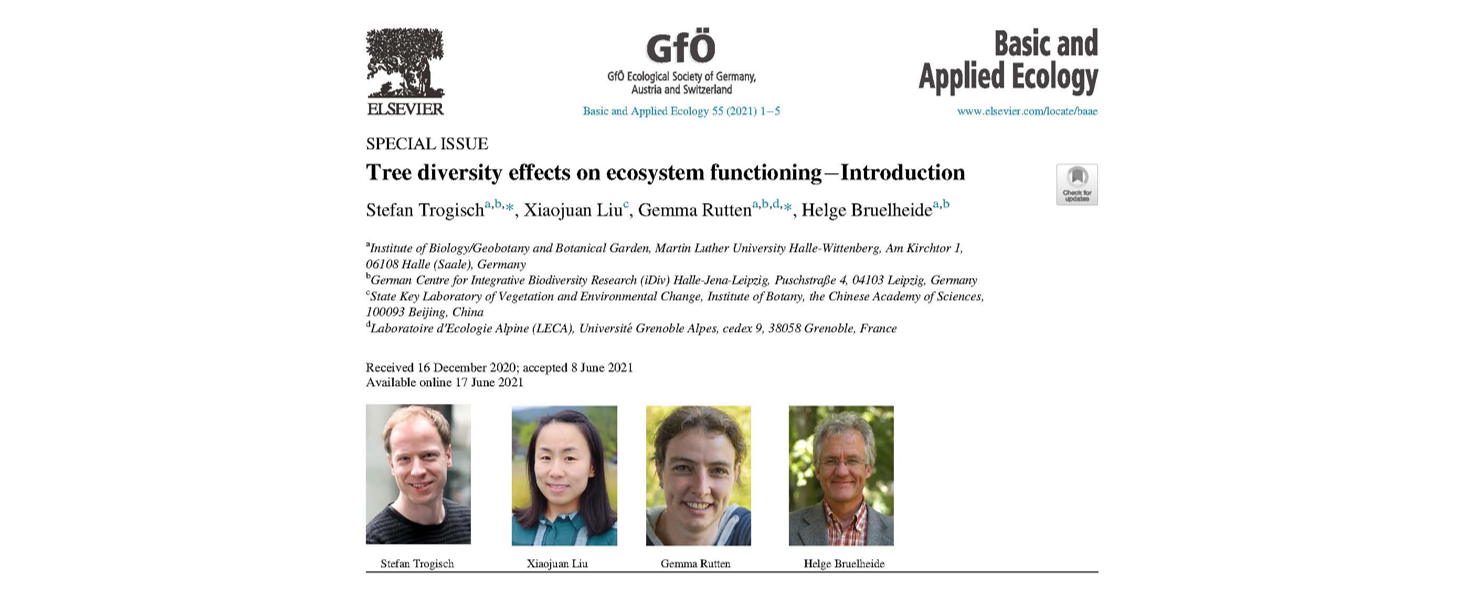 ELSEVIER
GfÖ
GfÖ Ecological Society of Germany,
Austria and Switzerland
Basic and Applied Ecology 55 (2021) 1–5
Basic and
Applied Ecology
www.elsevier.com/locate/baae
SPECIAL ISSUE
Tree diversity effects on ecosystem functioning–Introduction
Check for
updates
Stefan Trogisch a,b,*, Xiaojuan Liu c, Gemma Rutten a,b,d,*, Helge Bruelheide a,b
a Institute of Biology/Geobotany and Botanical Garden, Martin Luther University Halle-Wittenberg, Am Kirchtor 1,
06108 Halle (Saale), Germany
b German Centre for Integrative Biodiversity Research (iDiv) Halle-Jena-Leipzig, Puschstraße 4, 04103 Leipzig, Germany
c State Key Laboratory of Vegetation and Environmental Change, Institute of Botany, the Chinese Academy of Sciences,
100093 Beijing, China
d Laboratoire d'Ecologie Alpine (LECA), Université Grenoble Alpes, cedex 9, 38058 Grenoble, France
Received 16 December 2020; accepted 8 June 2021
Available online 17 June 2021
Stefan Trogisch
Xiaojuan Liu
Gemma Rutten
Helge Bruelheide